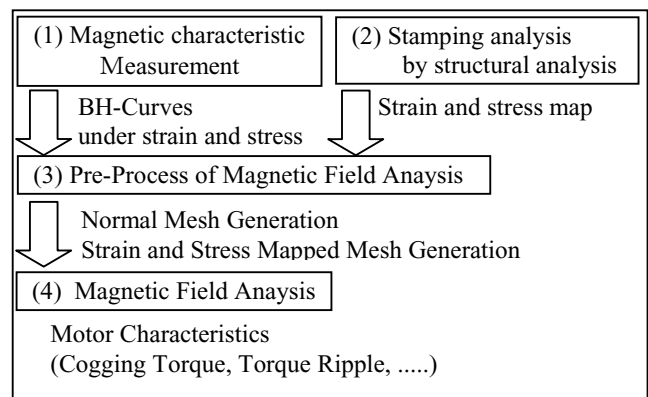 (1) Magnetic characteristic
Measurement
(2) Stamping analysis
by structural analysis
BH-Curves
under strain and stress
Strain and stress map
(3) Pre-Process of Magnetic Field Anaysis
Normal Mesh Generation
Strain and Stress Mapped Mesh Generation
(4) Magnetic Field Anaysis
Motor Characteristics
(Cogging Torque, Torque Ripple, .....)